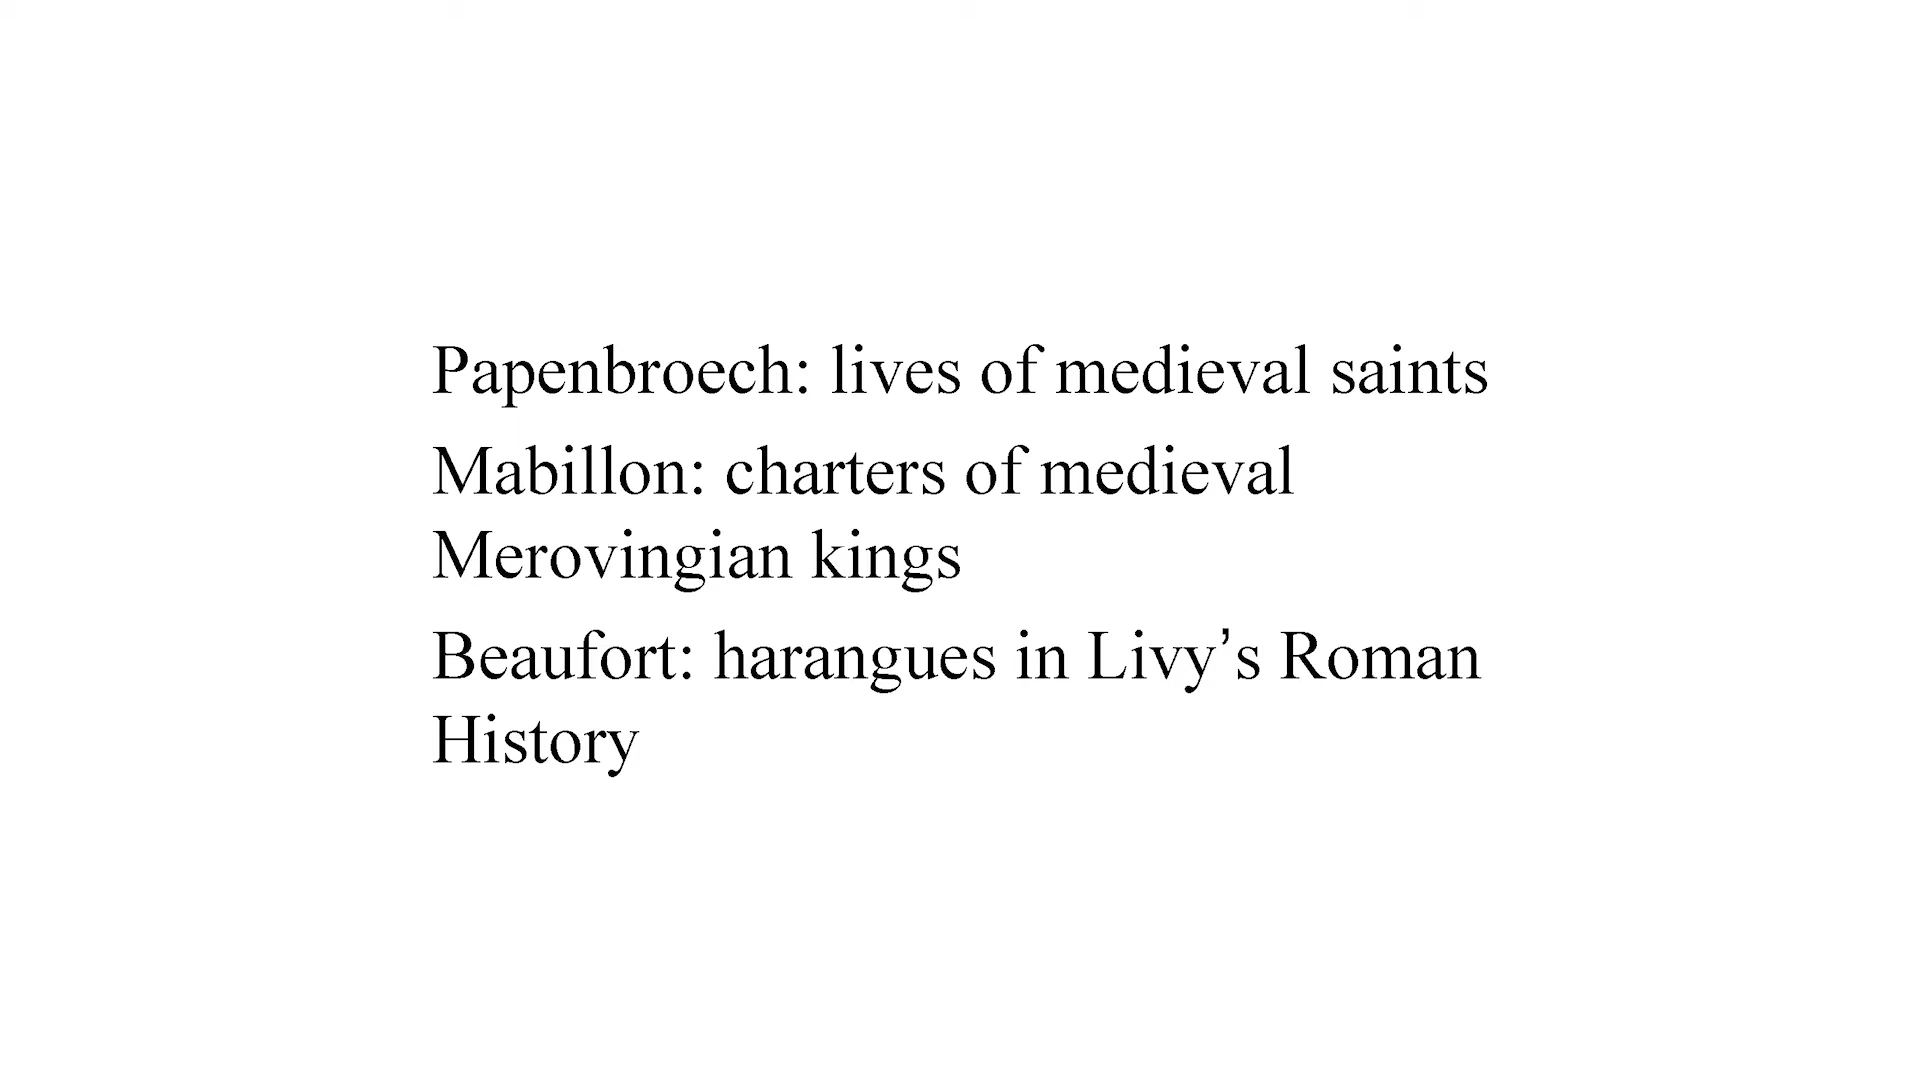 Papenbroech: lives of medieval saints
Mabillon: charters of medieval
Merovingian kings
Beaufort: harangues in Livy’s Roman
History